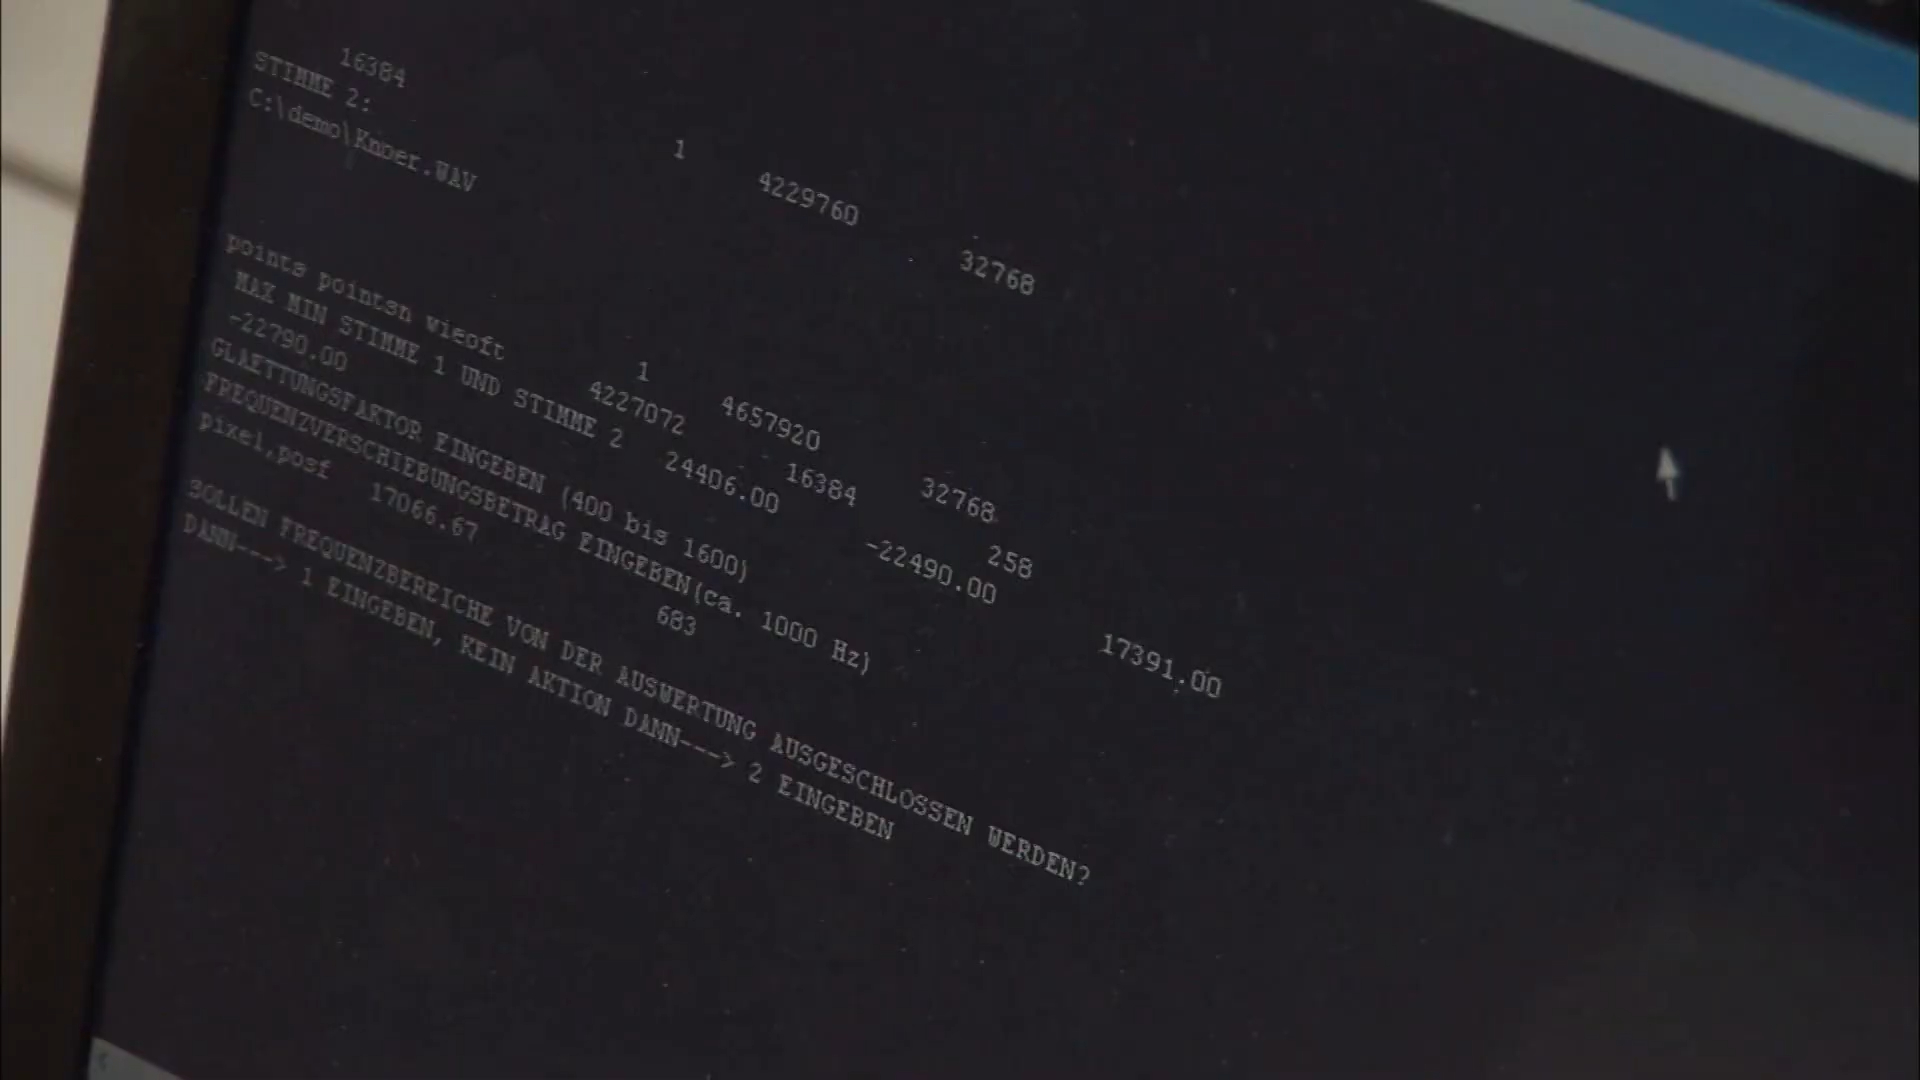 1 4229760 32768
16384
STIMME 2:
C:\demo\Knoer.WAV
1 4657920 32768
points pointsn wieoft 4227072 16384 258
MAX MIN STIMME 1 UND STIMME 2 24406.00 -22490.00 17391.00
-22790.00
GLAETTUNGSFAKTOR EINGEBEN (400 bis 1600)
FREQUENZVERSCHIEBUNGSBETRAG EINGEBEN(ca. 1000 Hz)
pixel,posf 17066.67 683
SOLLEN FREQUENZBEREICHE VON DER AUSWERTUNG AUSGESCHLOSSEN WERDEN?
DANN---> 1 EINGEBEN, KEIN AKTION DANN---> 2 EINGEBEN